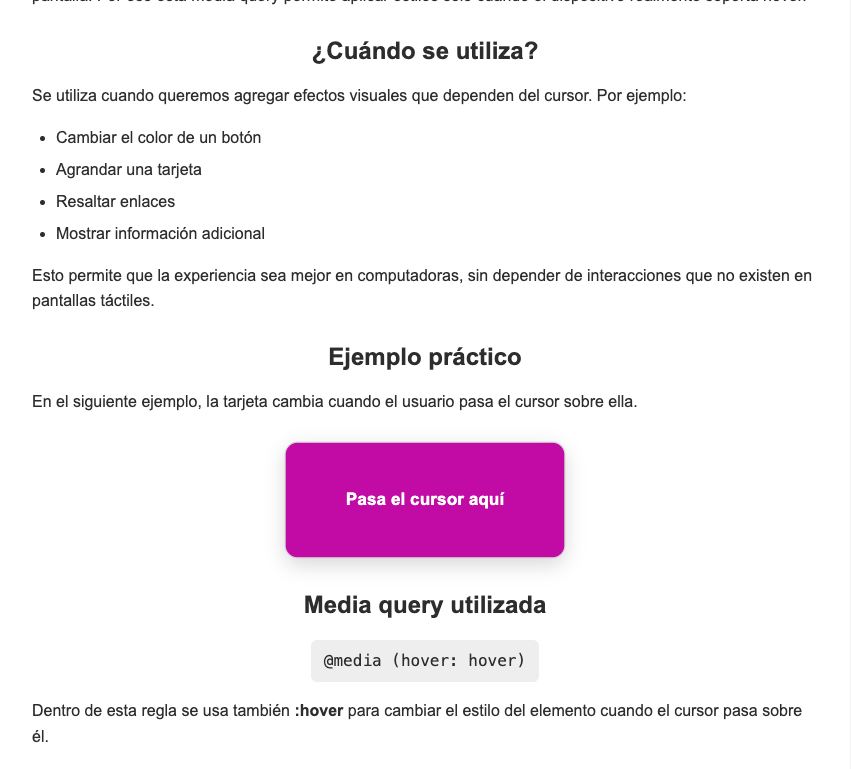 ¿Cuándo se utiliza?
Se utiliza cuando queremos agregar efectos visuales que dependen del cursor. Por ejemplo:
Cambiar el color de un botón
Agrandar una tarjeta
Resaltar enlaces
Mostrar información adicional
Esto permite que la experiencia sea mejor en computadoras, sin depender de interacciones que no existen en
pantallas táctiles.
Ejemplo práctico
En el siguiente ejemplo, la tarjeta cambia cuando el usuario pasa el cursor sobre ella.
Pasa el cursor aquí
Media query utilizada
@media (hover: hover)
Dentro de esta regla se usa también :hover para cambiar el estilo del elemento cuando el cursor pasa sobre
él.